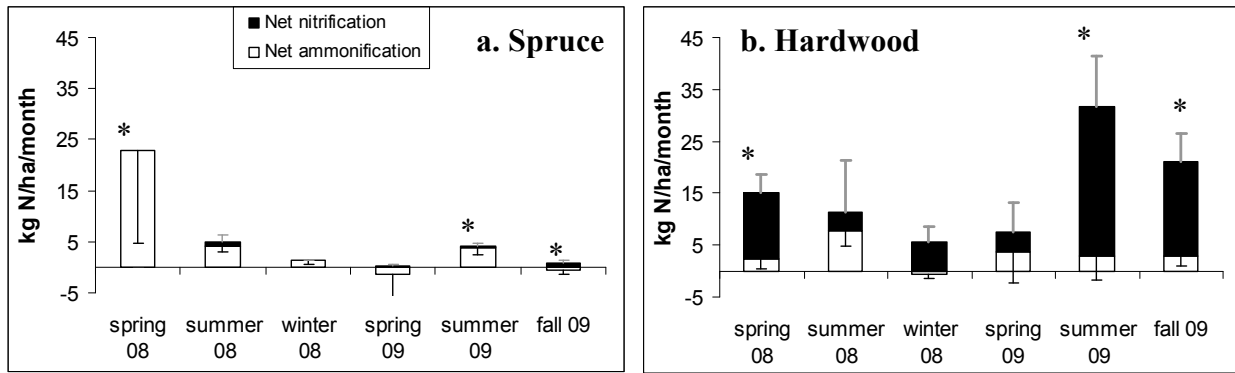 Net nitrification
Net ammonification
a. Spruce
kg N/ha/month
45
35
25
15
5
-5
*
*
*
spring
08
summer
08
winter
08
spring
09
summer
09
fall 09
b. Hardwood
kg N/ha/month
45
35
25
15
5
-5
*
*
*
spring
08
summer
08
winter
08
spring
09
summer
09
fall 09